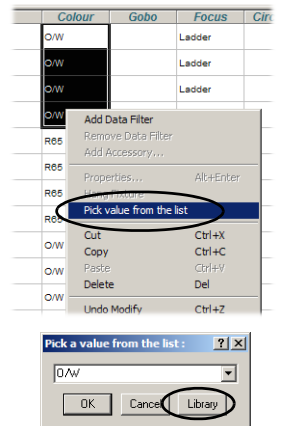 Colour Gobo Focus Circ
O/W Ladder
O/W Ladder
O/W Ladder
O/W
Add Data Filter
Remove Data Filter
R65
Add Accessory...
R65
Properties... Alt+Enter
R65
Hang Fixture
R65 Pick value from the list
Cut Ctrl+X
O/W
Copy Ctrl+C
O/W Paste Ctrl+V
Delete Del
O/W
Undo Modify Ctrl+Z
Pick a value from the list :
O/W
OK Cancel Library